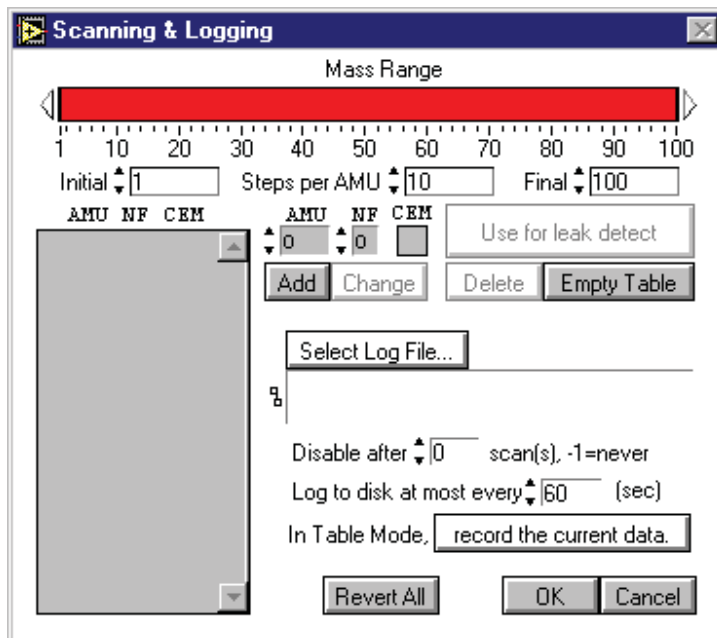 Scanning & Logging
Mass Range
1 10 20 30 40 50 60 70 80 90 100
Initial 1 Steps per AMU 10 Final 100
AMU NF CEM AMU NF CEM
0 0 Use for leak detect
Add Change Delete Empty Table
Select Log File...
Disable after 0 scan(s), -1=never
Log to disk at most every 60 (sec)
In Table Mode, record the current data.
Revert All OK Cancel